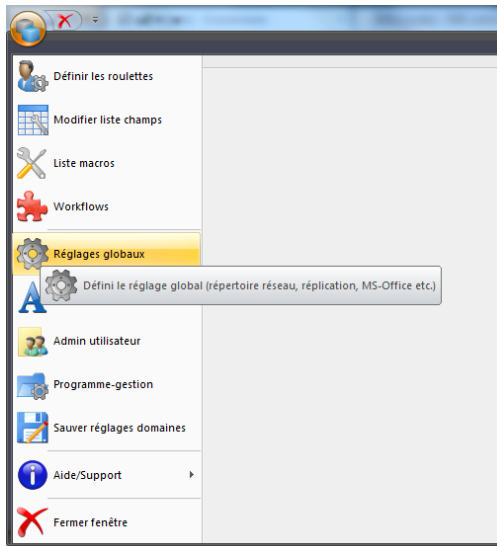 Définir les roulettes
Modifier liste champs
Liste macros
Workflows
Réglages globaux
Défini le réglage global (répertoire réseau, réplication, MS-Office etc.)
Admin utilisateur
Programme-gestion
Sauver réglages domaines
Aide/Support
Fermer fenêtre